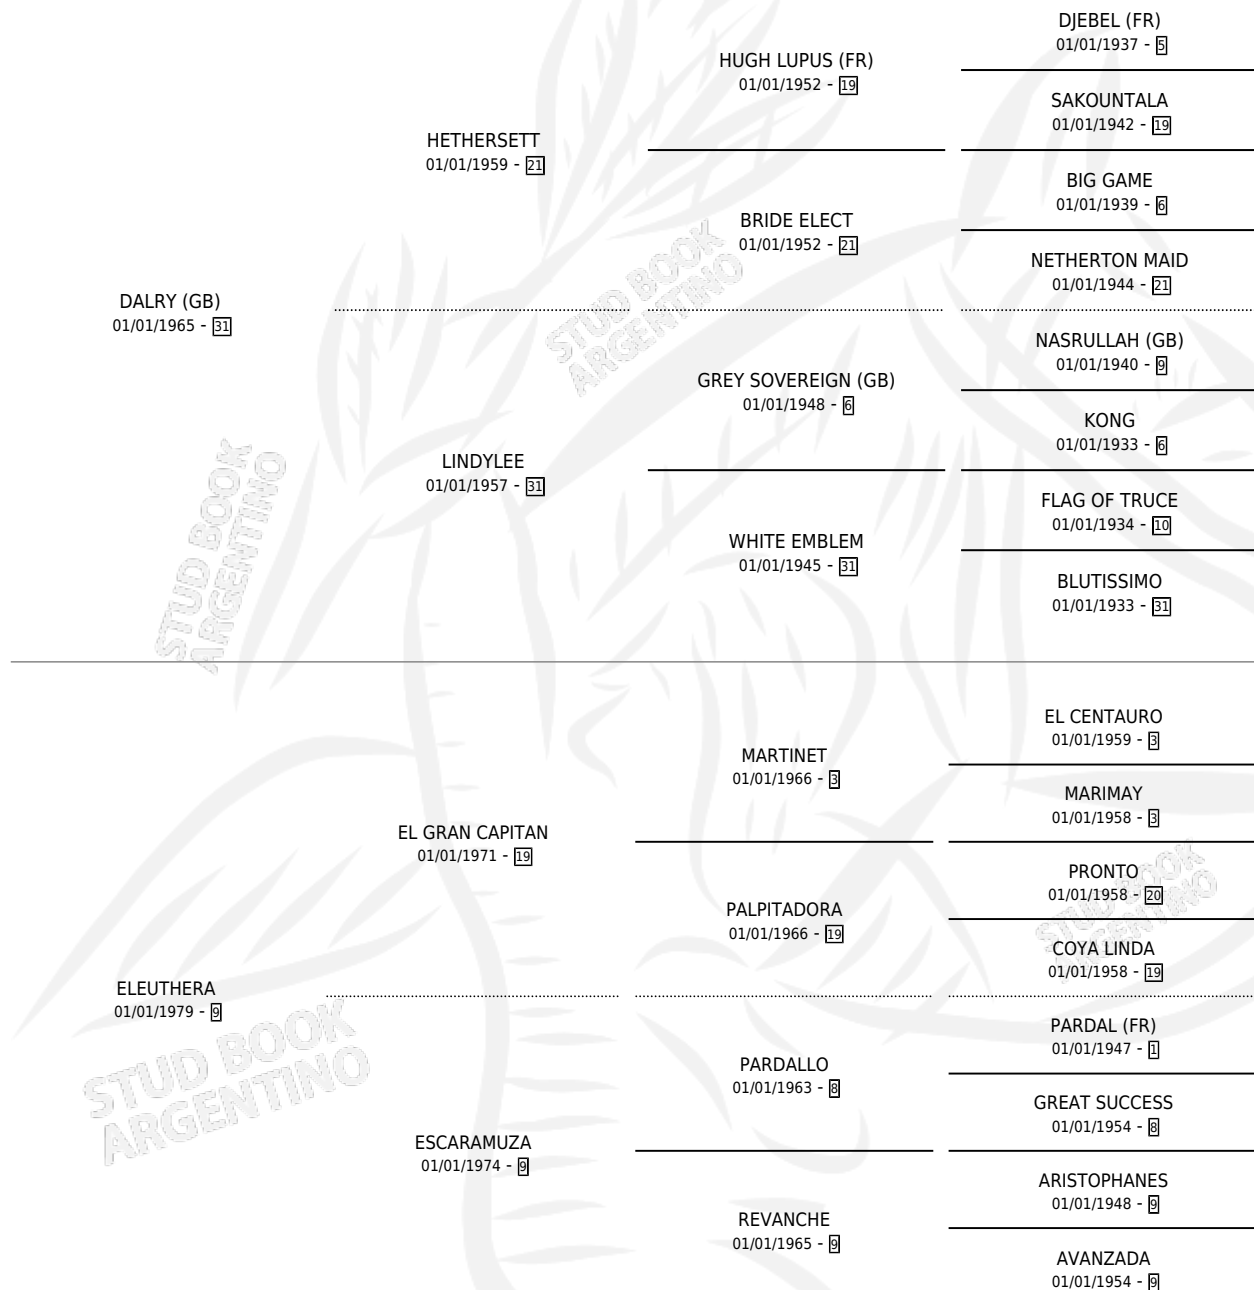 DJEBEL (FR)
01/01/1937 - 5
HUGH LUPUS (FR)
01/01/1952 - 19
SAKOUNTALA
01/01/1942 - 19
HETHERSETT
01/01/1959 - 21
BIG GAME
01/01/1939 - 6
BRIDE ELECT
01/01/1952 - 21
NETHERTON MAID
01/01/1944 - 21
DALRY (GB)
01/01/1965 - 31
NASRULLAH (GB)
01/01/1940 - 9
GREY SOVEREIGN (GB)
01/01/1948 - 6
KONG
01/01/1933 - 6
LINDYLEE
01/01/1957 - 31
FLAG OF TRUCE
01/01/1934 - 10
WHITE EMBLEM
01/01/1945 - 31
BLUTISSIMO
01/01/1933 - 31
EL CENTAURO
01/01/1959 - 3
MARTINET
01/01/1966 - 3
MARIMAY
01/01/1958 - 3
EL GRAN CAPITAN
01/01/1971 - 19
PRONTO
01/01/1958 - 20
PALPITADORA
01/01/1966 - 19
COYA LINDA
01/01/1958 - 19
ELEUTHERA
01/01/1979 - 9
PARDAL (FR)
01/01/1947 - 1
PARDALLO
01/01/1963 - 8
GREAT SUCCESS
01/01/1954 - 8
ESCARAMUZA
01/01/1974 - 9
ARISTOPHANES
01/01/1948 - 9
REVANCHE
01/01/1965 - 9
AVANZADA
01/01/1954 - 9
STUD BOOK
ARGENTINO
STUD BOOK
ARGENTINO
STUD BOOK
ARGENTINO
STUD BOOK
ARGENTINO